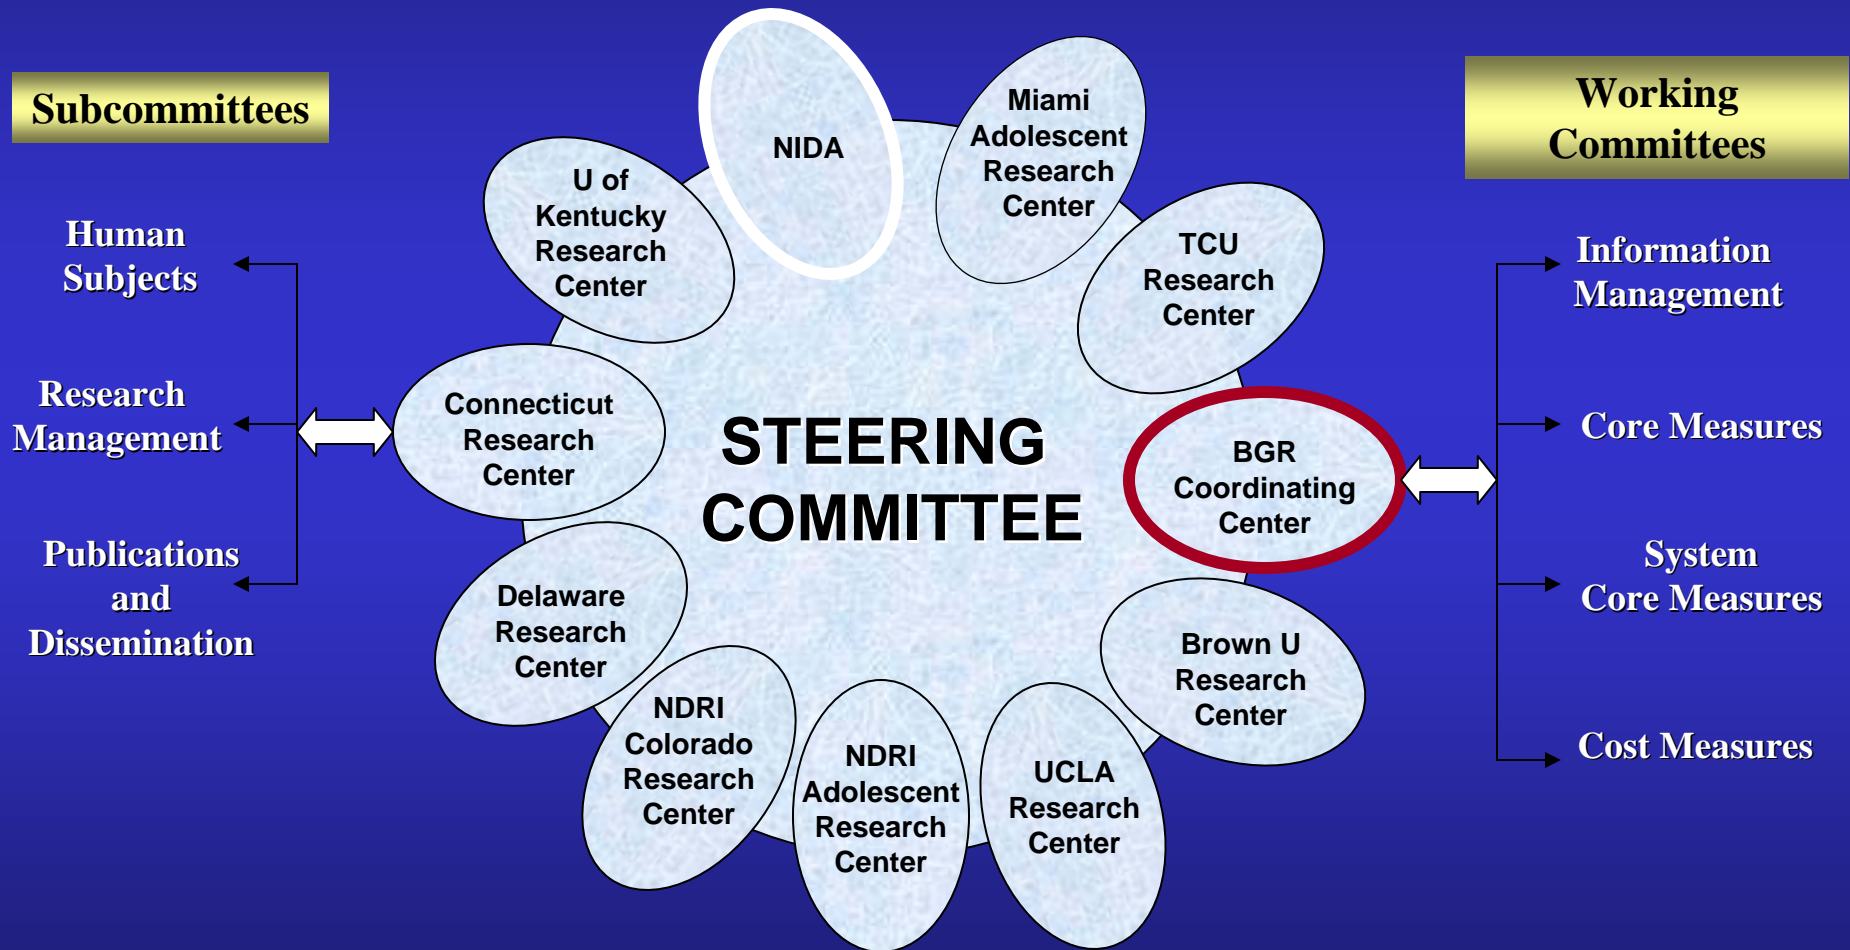 Subcommittees
Human
Subjects
Research
Management
Publications
and
Dissemination
NIDA
Miami
Adolescent
Research
Center
U of
Kentucky
Research
Center
TCU
Research
Center
Connecticut
Research
Center
STEERING
COMMITTEE
BGR
Coordinating
Center
Delaware
Research
Center
Brown U
Research
Center
NDRI
Colorado
Research
Center
NDRI
Adolescent
Research
Center
UCLA
Research
Center
Working
Committees
Information
Management
Core Measures
System
Core Measures
Cost Measures